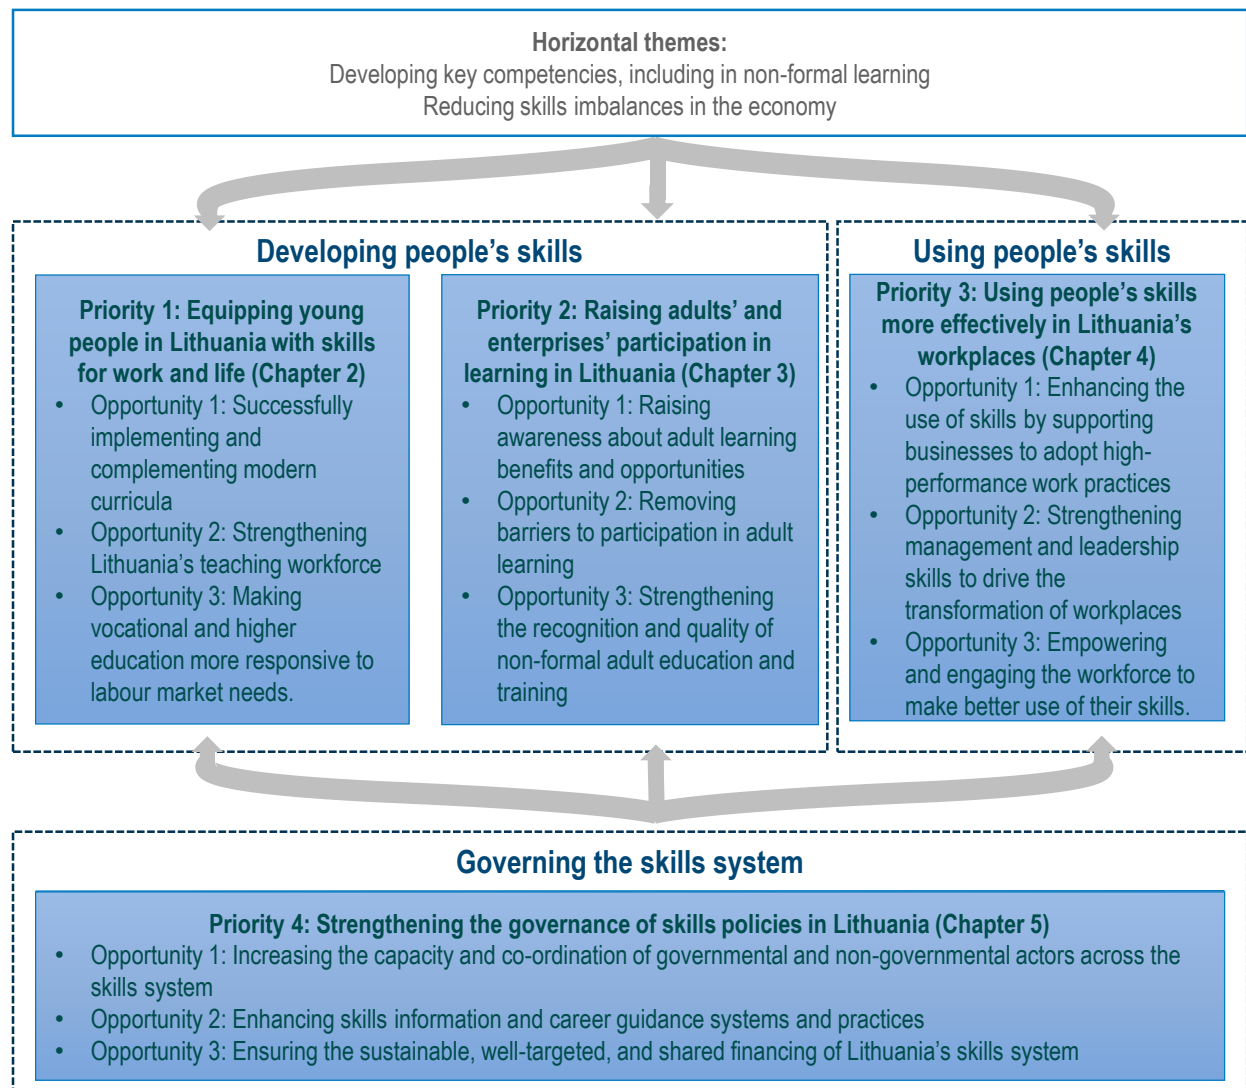 Horizontal themes:
Developing key competencies, including in non-formal learning
Reducing skills imbalances in the economy
Developing people’s skills
Priority 1: Equipping young
people in Lithuania with skills
for work and life (Chapter 2)
• Opportunity 1: Successfully
implementing and
complementing modern
curricula
• Opportunity 2: Strengthening
Lithuania’s teaching workforce
• Opportunity 3: Making
vocational and higher
education more responsive to
labour market needs.
Priority 2: Raising adults’ and
enterprises’ participation in
learning in Lithuania (Chapter 3)
• Opportunity 1: Raising
awareness about adult learning
benefits and opportunities
• Opportunity 2: Removing
barriers to participation in adult
learning
• Opportunity 3: Strengthening
the recognition and quality of
non-formal adult education and
training
Using people’s skills
Priority 3: Using people’s skills
more effectively in Lithuania’s
workplaces (Chapter 4)
• Opportunity 1: Enhancing the
use of skills by supporting
businesses to adopt high-
performance work practices
• Opportunity 2: Strengthening
management and leadership
skills to drive the
transformation of workplaces
• Opportunity 3: Empowering
and engaging the workforce to
make better use of their skills.
Governing the skills system
Priority 4: Strengthening the governance of skills policies in Lithuania (Chapter 5)
• Opportunity 1: Increasing the capacity and co-ordination of governmental and non-governmental actors across the
skills system
• Opportunity 2: Enhancing skills information and career guidance systems and practices
• Opportunity 3: Ensuring the sustainable, well-targeted, and shared financing of Lithuania’s skills system